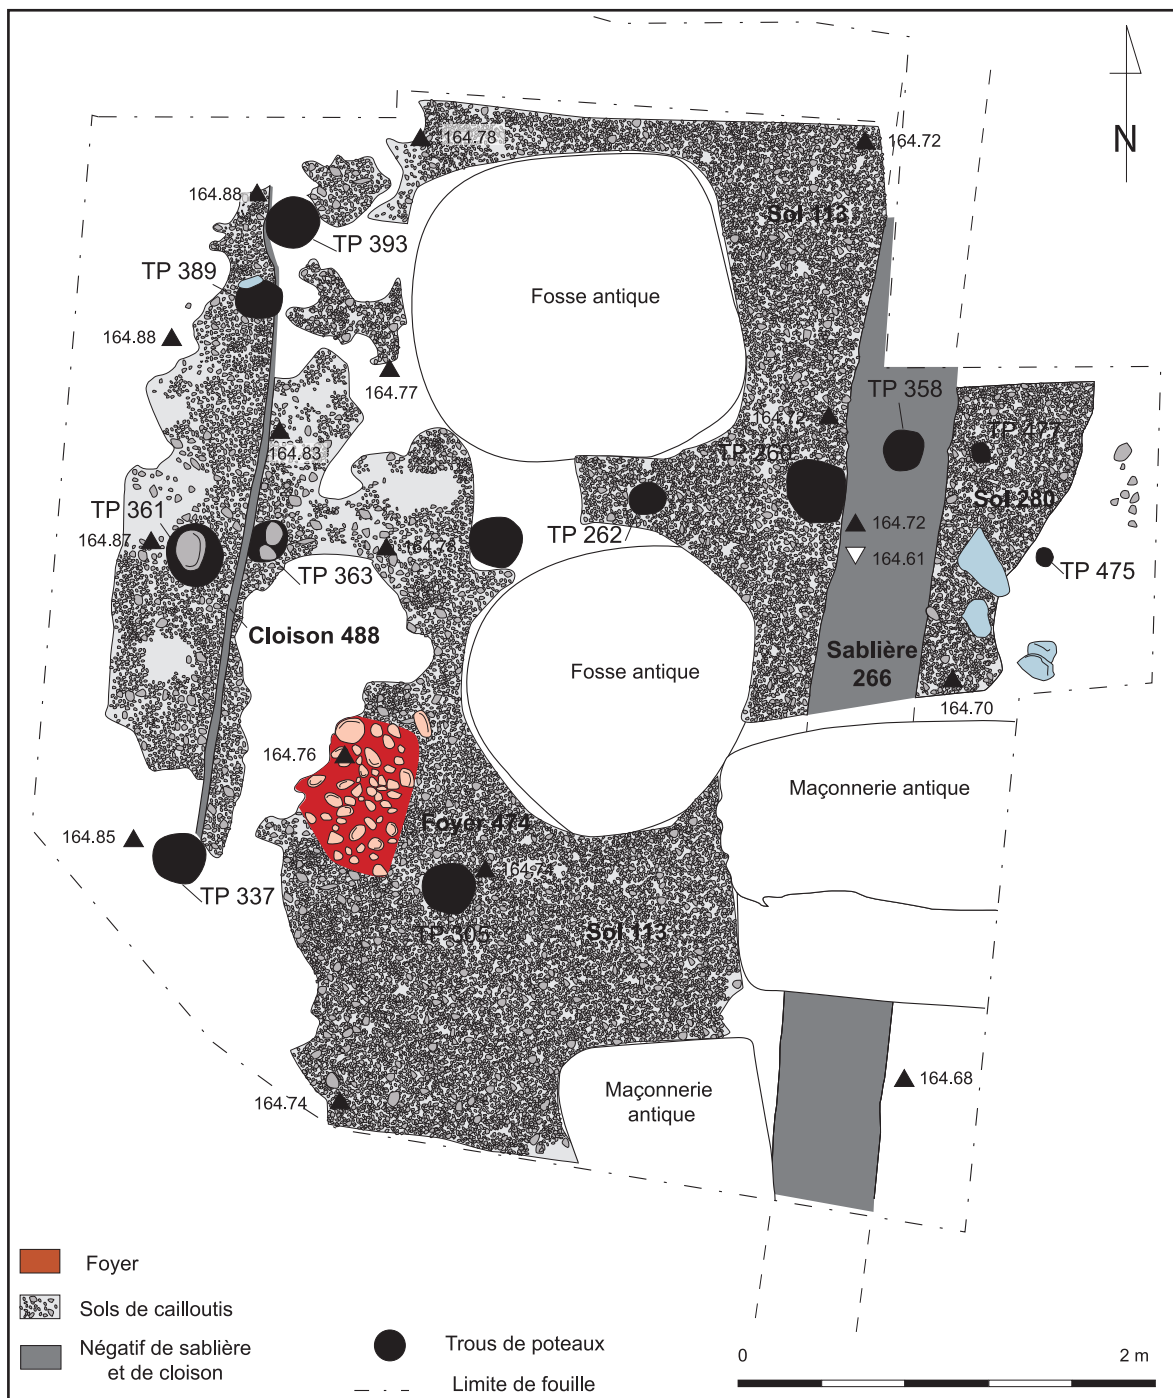 164.78
164.72
N
164.88
Sol 113
TP 393
TP 389
Fosse antique
164.88
164.77
TP 358
164.72
TP 477
164.83
TP 260
Sol 280
TP 361
164.87
164.72
TP 262
164.61
TP 363
TP 475
Cloison 488
Sablière
266
Fosse antique
164.70
164.76
Maçonnerie antique
Foyer 474
164.85
164.74
TP 337
TP 305
Sol 113
164.68
164.74
Maçonnerie
antique
Foyer
Sols de cailloutis
Négatif de sablière
et de cloison
Trous de poteaux
Limite de fouille
0
2 m